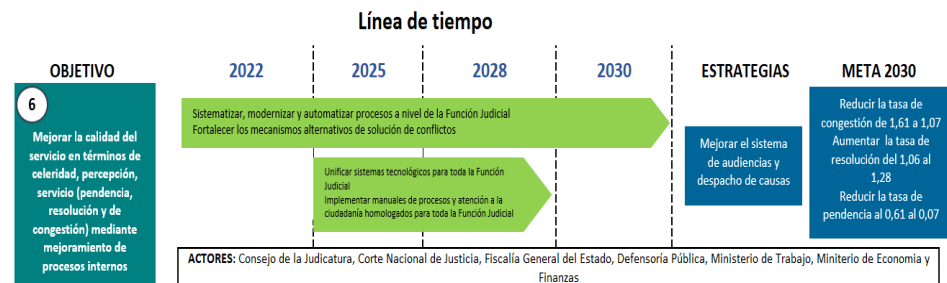 Línea de tiempo
OBJETIVO
2022
2025
2028
2030
ESTRATEGIAS
META 2030
6
Mejorar la calidad del
servicio en términos de
celeridad, percepción,
servicio (pendencia,
resolución y de
congestión) mediante
mejoramiento de
procesos internos
Sistematizar, modernizar y automatizar procesos a nivel de la Función Judicial
Fortalecer los mecanismos alternativos de solución de conflictos
Unificar sistemas tecnológicos para toda la Función
Judicial
Implementar manuales de procesos y atención a la
ciudadanía homologados para toda la Función Judicial
Mejorar el sistema
de audiencias y
despacho de causas
Reducir la tasa de
congestión de 1,61 a 1,07
Aumentar la tasa de
resolución del 1,06 al
1,28
Reducir la tasa de
pendencia al 0,61 al 0,07
ACTORES: Consejo de la Judicatura, Corte Nacional de Justicia, Fiscalía General del Estado, Defensoría Pública, Ministerio de Trabajo, Miniterio de Economia y
Finanzas